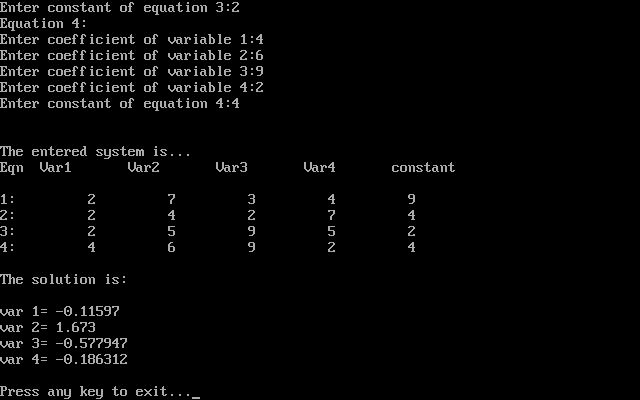 Enter constant of equation 3:2
Equation 4:
Enter coefficient of variable 1:4
Enter coefficient of variable 2:6
Enter coefficient of variable 3:9
Enter coefficient of variable 4:2
Enter constant of equation 4:4
The entered system is...
Eqn Var1 Var2 Var3 Var4 constant
1: 2 7 3 4 9
2: 2 4 2 7 4
3: 2 5 9 5 2
4: 4 6 9 2 4
The solution is:
var 1= -0.11597
var 2= 1.673
var 3= -0.577947
var 4= -0.186312
Press any key to exit..._